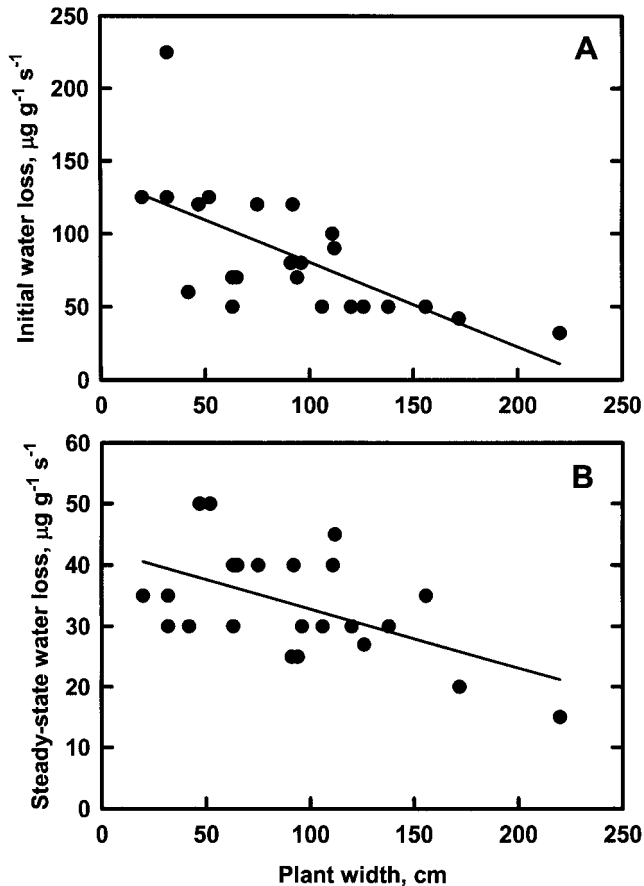 A
Initial water loss, µg g⁻¹ s⁻¹
250
200
150
100
50
0
0 50 100 150 200 250
B
Steady-state water loss, µg g⁻¹ s⁻¹
60
50
40
30
20
10
0
0 50 100 150 200 250
Plant width, cm